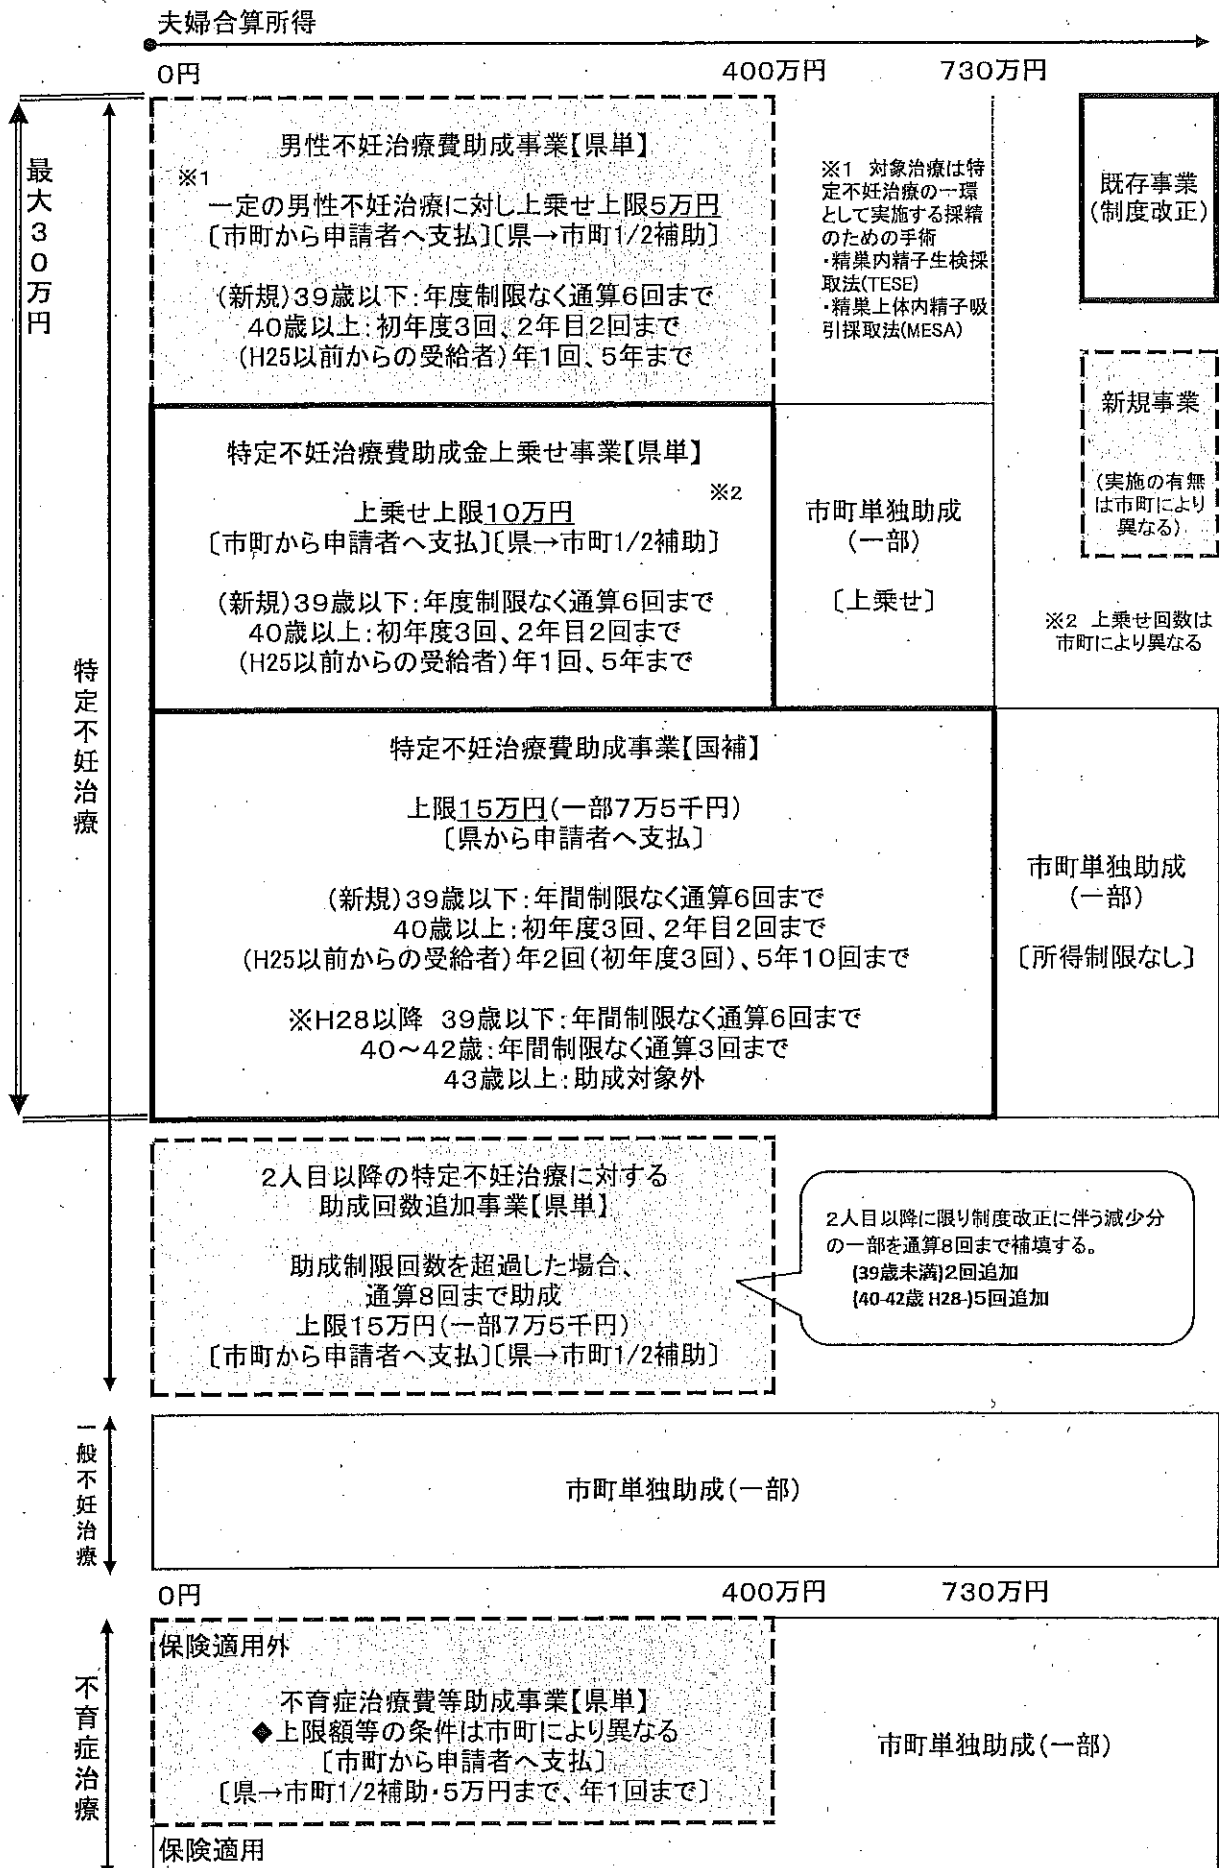 夫婦合算所得
0円
400万円
730万円
最大30万円
特定不妊治療
男性不妊治療費助成事業【県単】
※1
一定の男性不妊治療に対し上乗せ上限5万円
〔市町から申請者へ支払〕〔県→市町1/2補助〕
(新規)39歳以下:年度制限なく通算6回まで
40歳以上:初年度3回、2年目2回まで
(H25以前からの受給者)年1回、5年まで
※1 対象治療は特
定不妊治療の一環
として実施する採精
のための手術
・精巣内精子生検採
取法(TESE)
・精巣上体内精子吸
引採取法(MESA)
既存事業
(制度改正)
新規事業
(実施の有無
は市町により
異なる)
特定不妊治療費助成金上乗せ事業【県単】
※2
上乗せ上限10万円
〔市町から申請者へ支払〕〔県→市町1/2補助〕
(新規)39歳以下:年度制限なく通算6回まで
40歳以上:初年度3回、2年目2回まで
(H25以前からの受給者)年1回、5年まで
市町単独助成
(一部)
〔上乗せ〕
※2 上乗せ回数は
市町により異なる
特定不妊治療費助成事業【国補】
上限15万円(一部7万5千円)
〔県から申請者へ支払〕
(新規)39歳以下:年間制限なく通算6回まで
40歳以上:初年度3回、2年目2回まで
(H25以前からの受給者)年2回(初年度3回)、5年10回まで
※H28以降 39歳以下:年間制限なく通算6回まで
40~42歳:年間制限なく通算3回まで
43歳以上:助成対象外
市町単独助成
(一部)
〔所得制限なし〕
2人目以降の特定不妊治療に対する
助成回数追加事業【県単】
助成制限回数を超過した場合、
通算8回まで助成
上限15万円(一部7万5千円)
〔市町から申請者へ支払〕〔県→市町1/2補助〕
2人目以降に限り制度改正に伴う減少分
の一部を通算8回まで補填する。
(39歳未満)2回追加
(40-42歳 H28-)5回追加
一般不妊治療
市町単独助成(一部)
0円
400万円
730万円
不育症治療
保険適用外
不育症治療費等助成事業【県単】
◆上限額等の条件は市町により異なる
〔市町から申請者へ支払〕
〔県→市町1/2補助・5万円まで、年1回まで〕
保険適用
市町単独助成(一部)